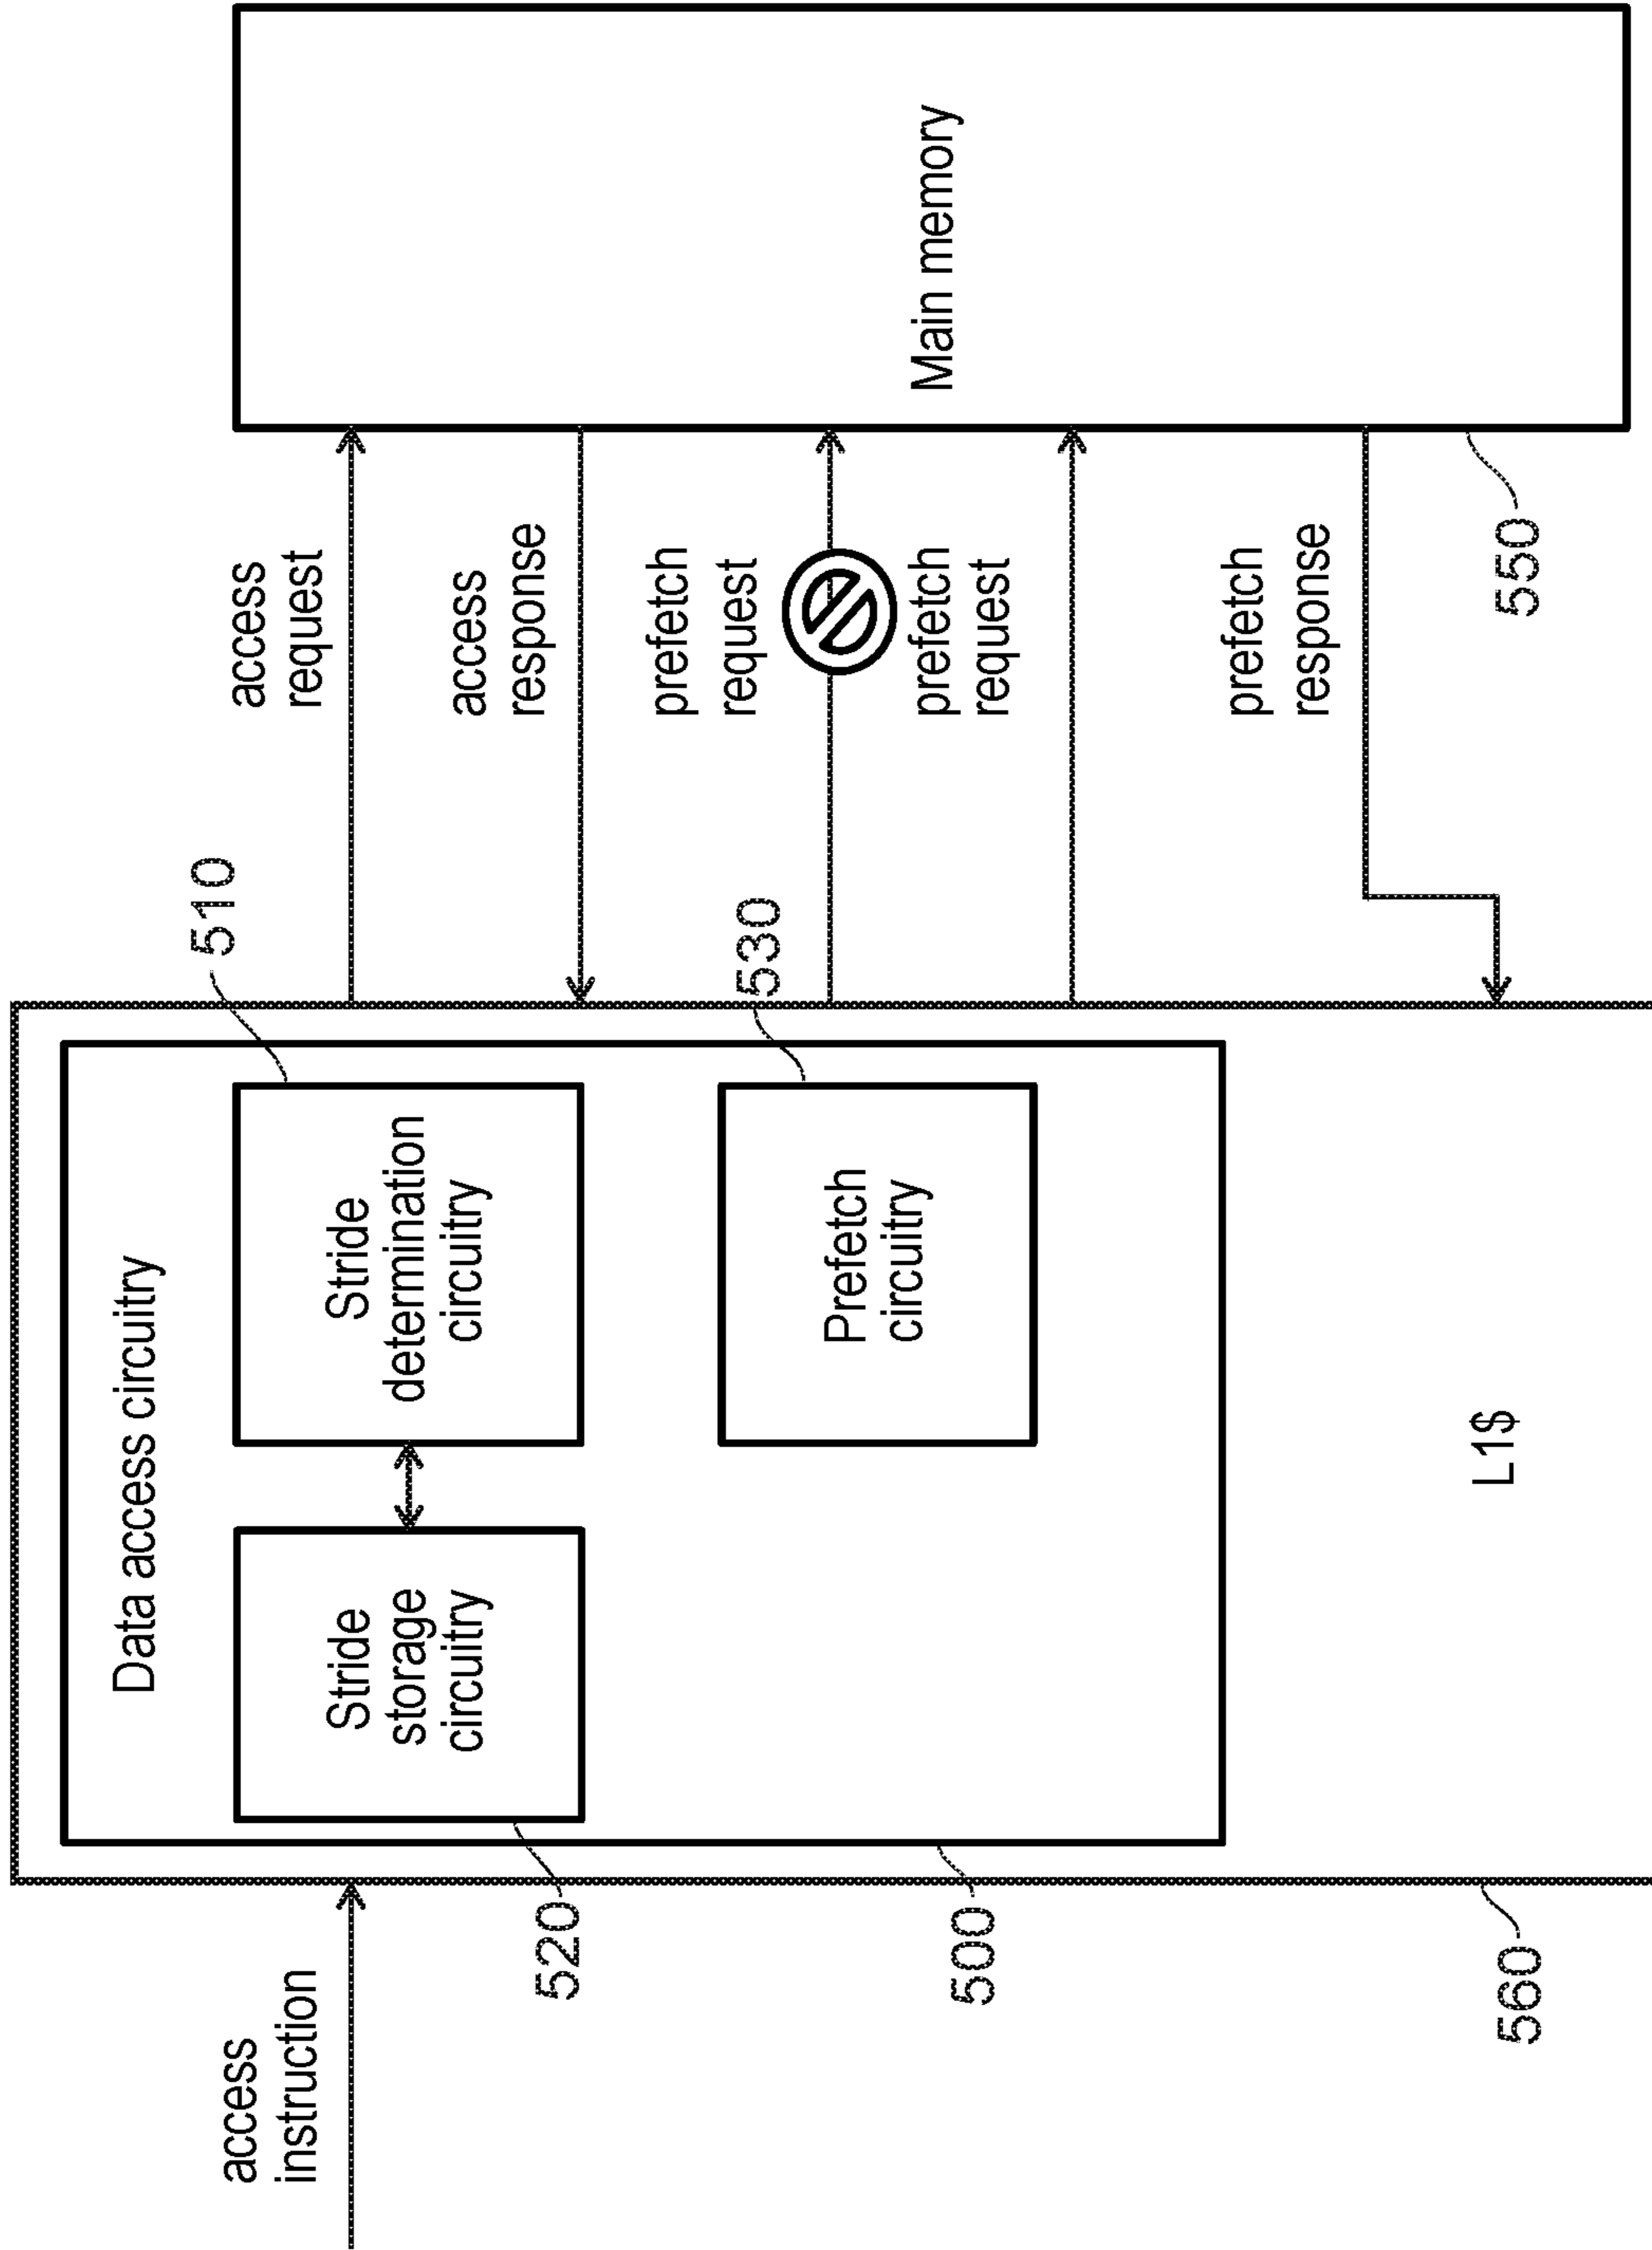 access
instruction
Data access circuitry
Stride
storage
circuitry
Stride
determination
circuitry
Prefetch
circuitry
L1$
520
500
560
510
530
access
request
access
response
prefetch
request
prefetch
request
prefetch
response
Main memory
550